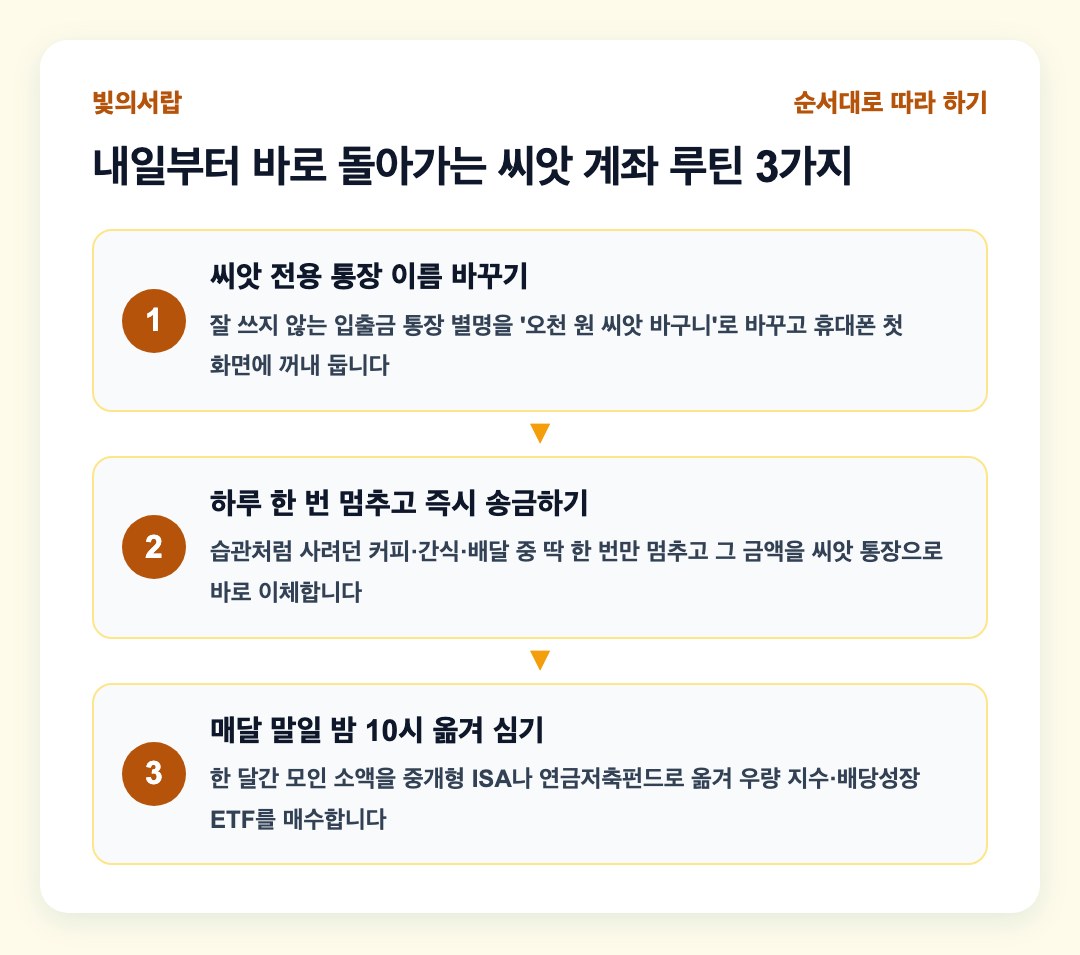 빛의서랍
순서대로 따라 하기
내일부터 바로 돌아가는 씨앗 계좌 루틴 3가지
1
씨앗 전용 통장 이름 바꾸기
잘 쓰지 않는 입출금 통장 별명을 '오천 원 씨앗 바구니'로 바꾸고 휴대폰 첫
화면에 꺼내 둡니다
▼
2
하루 한 번 멈추고 즉시 송금하기
습관처럼 사려던 커피·간식·배달 중 딱 한 번만 멈추고 그 금액을 씨앗 통장으로
바로 이체합니다
▼
3
매달 말일 밤 10시 옮겨 심기
한 달간 모인 소액을 중개형 ISA나 연금저축펀드로 옮겨 우량 지수·배당성장
ETF를 매수합니다